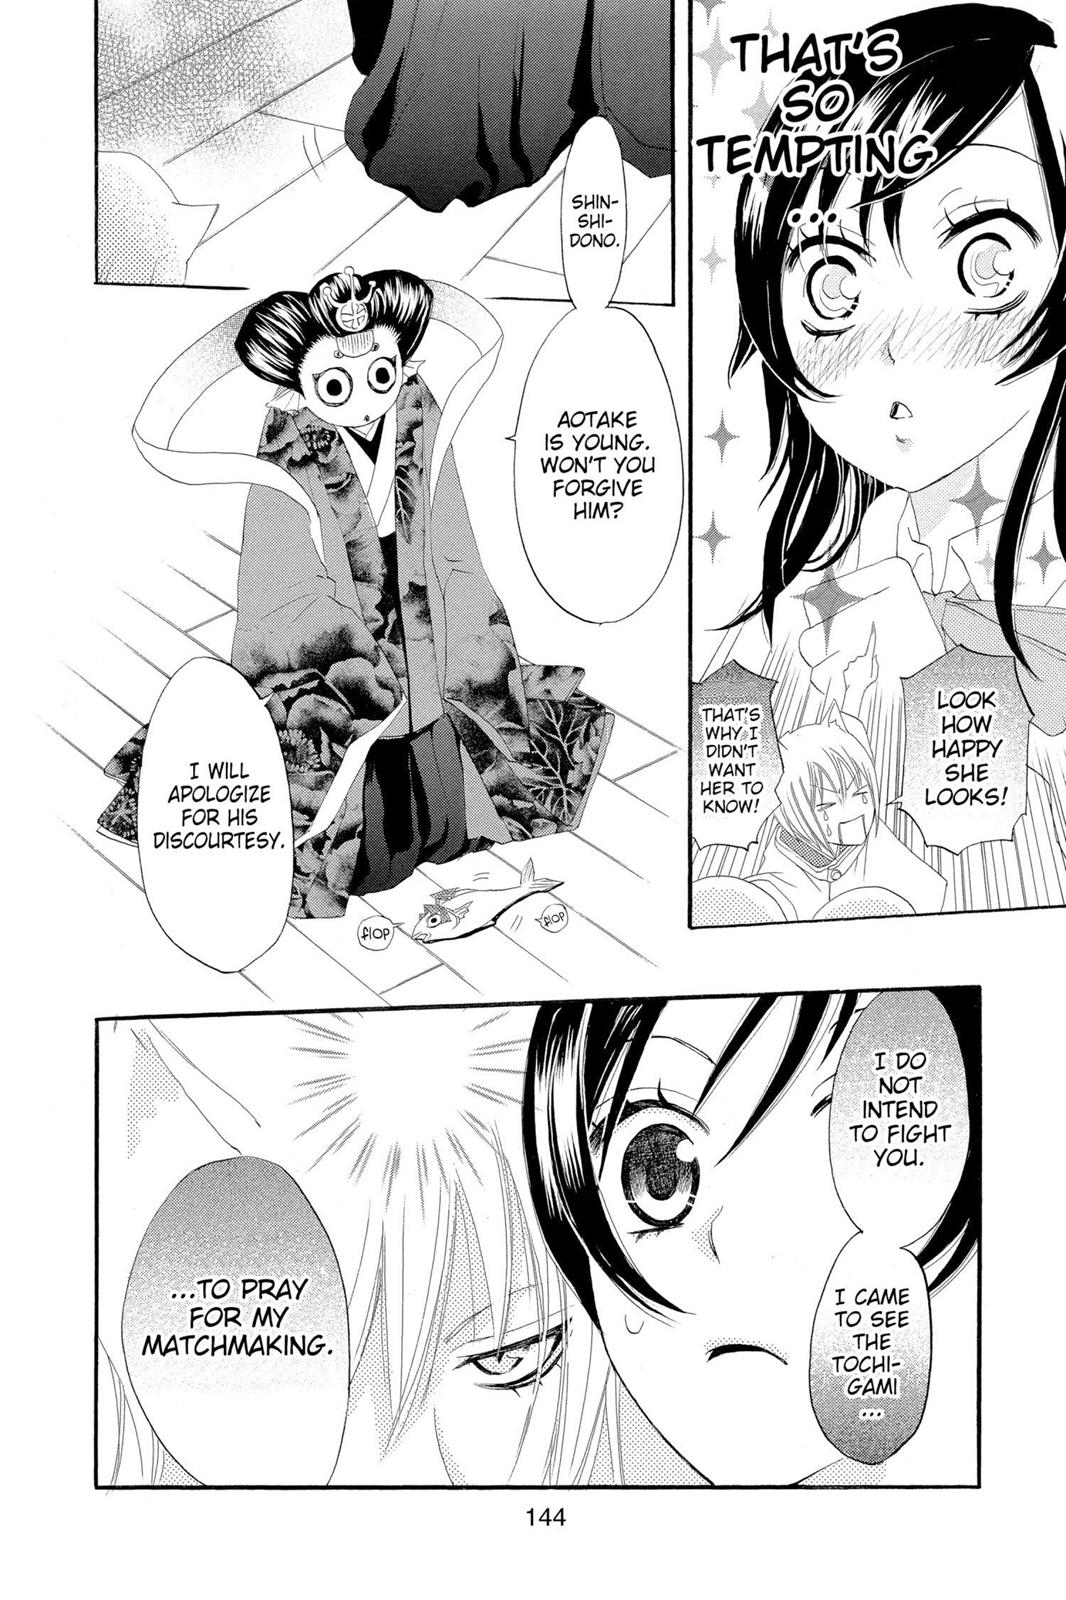 THAT'S
SO
TEMPTING
...
LOOK
HOW
HAPPY
SHE
LOOKS!
THAT'S
WHY I
DIDN'T
WANT
HER TO
KNOW!
SHIN-
SHI-
DONO.
AOTAKE
IS YOUNG.
WON'T YOU
FORGIVE
HIM?
I WILL
APOLOGIZE
FOR HIS
DISCOURTESY.
flop
flop
I DO
NOT
INTEND
TO FIGHT
YOU.
I CAME
TO SEE
THE
TOCHI-
GAMI
...
...TO PRAY
FOR MY
MATCHMAKING.
144